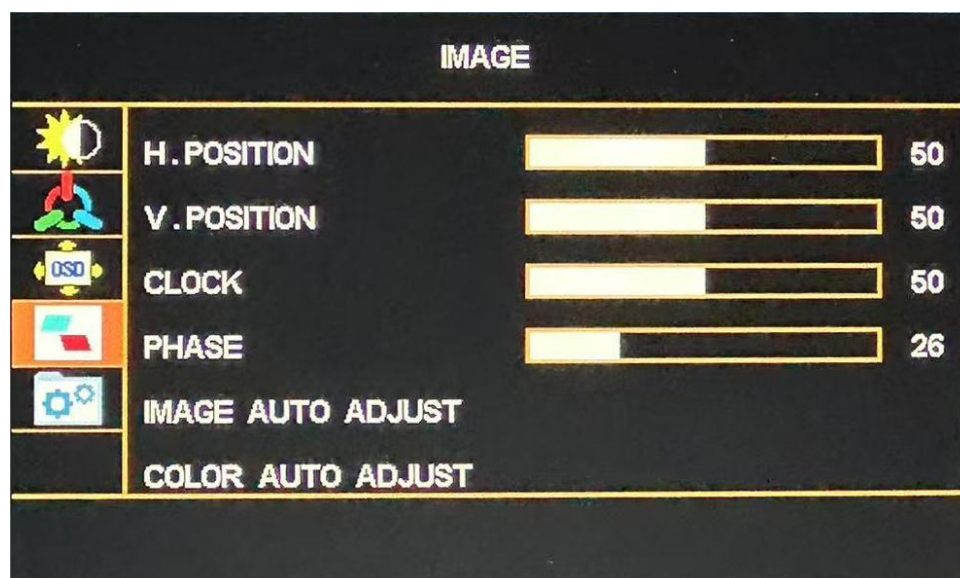 IMAGE
H.POSITION 50
V.POSITION 50
OSD
CLOCK 50
PHASE 26
IMAGE AUTO ADJUST
COLOR AUTO ADJUST